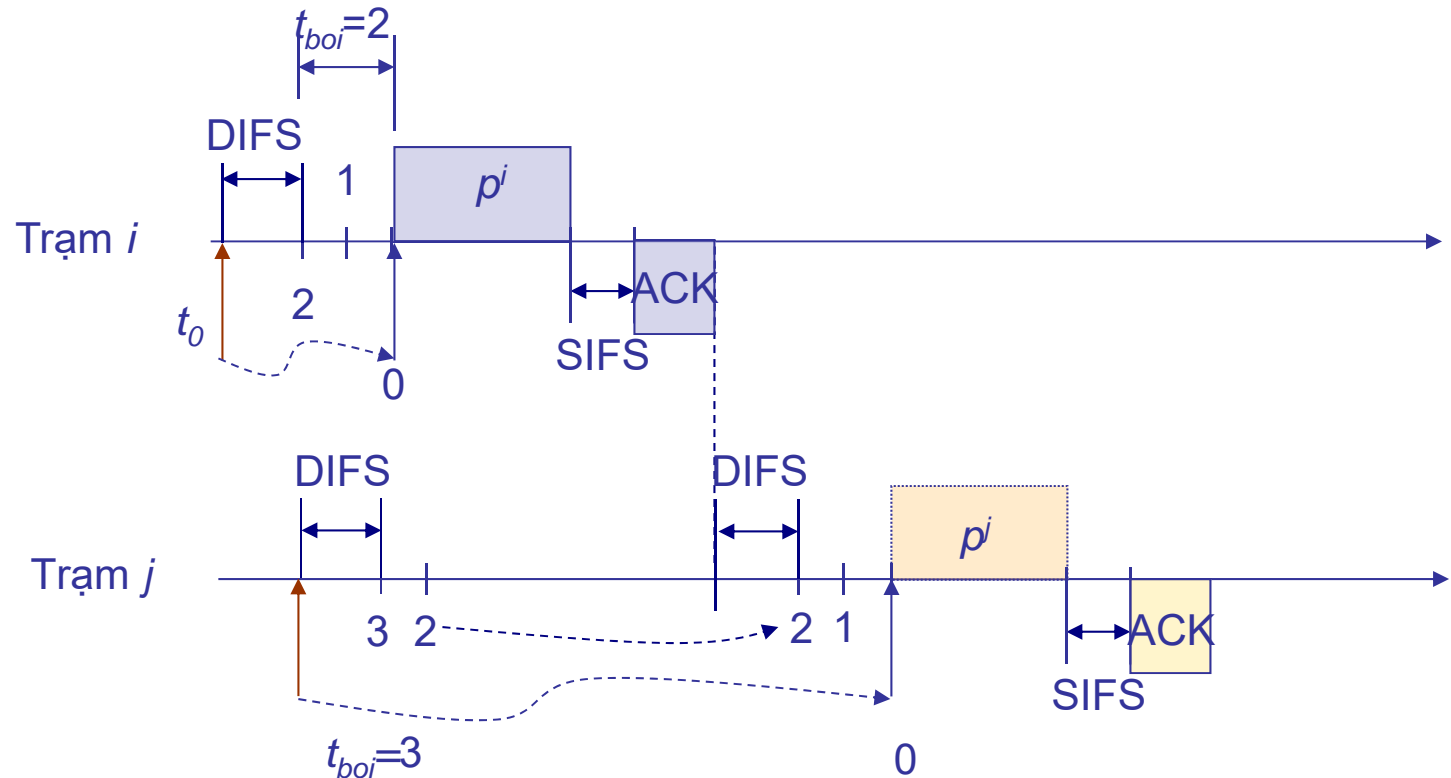 t_boi=2
DIFS
1
p^i
Trạm i
2
ACK
t_0
SIFS
0
DIFS
DIFS
p^j
Trạm j
3 2
2 1
ACK
SIFS
t_boi=3
0